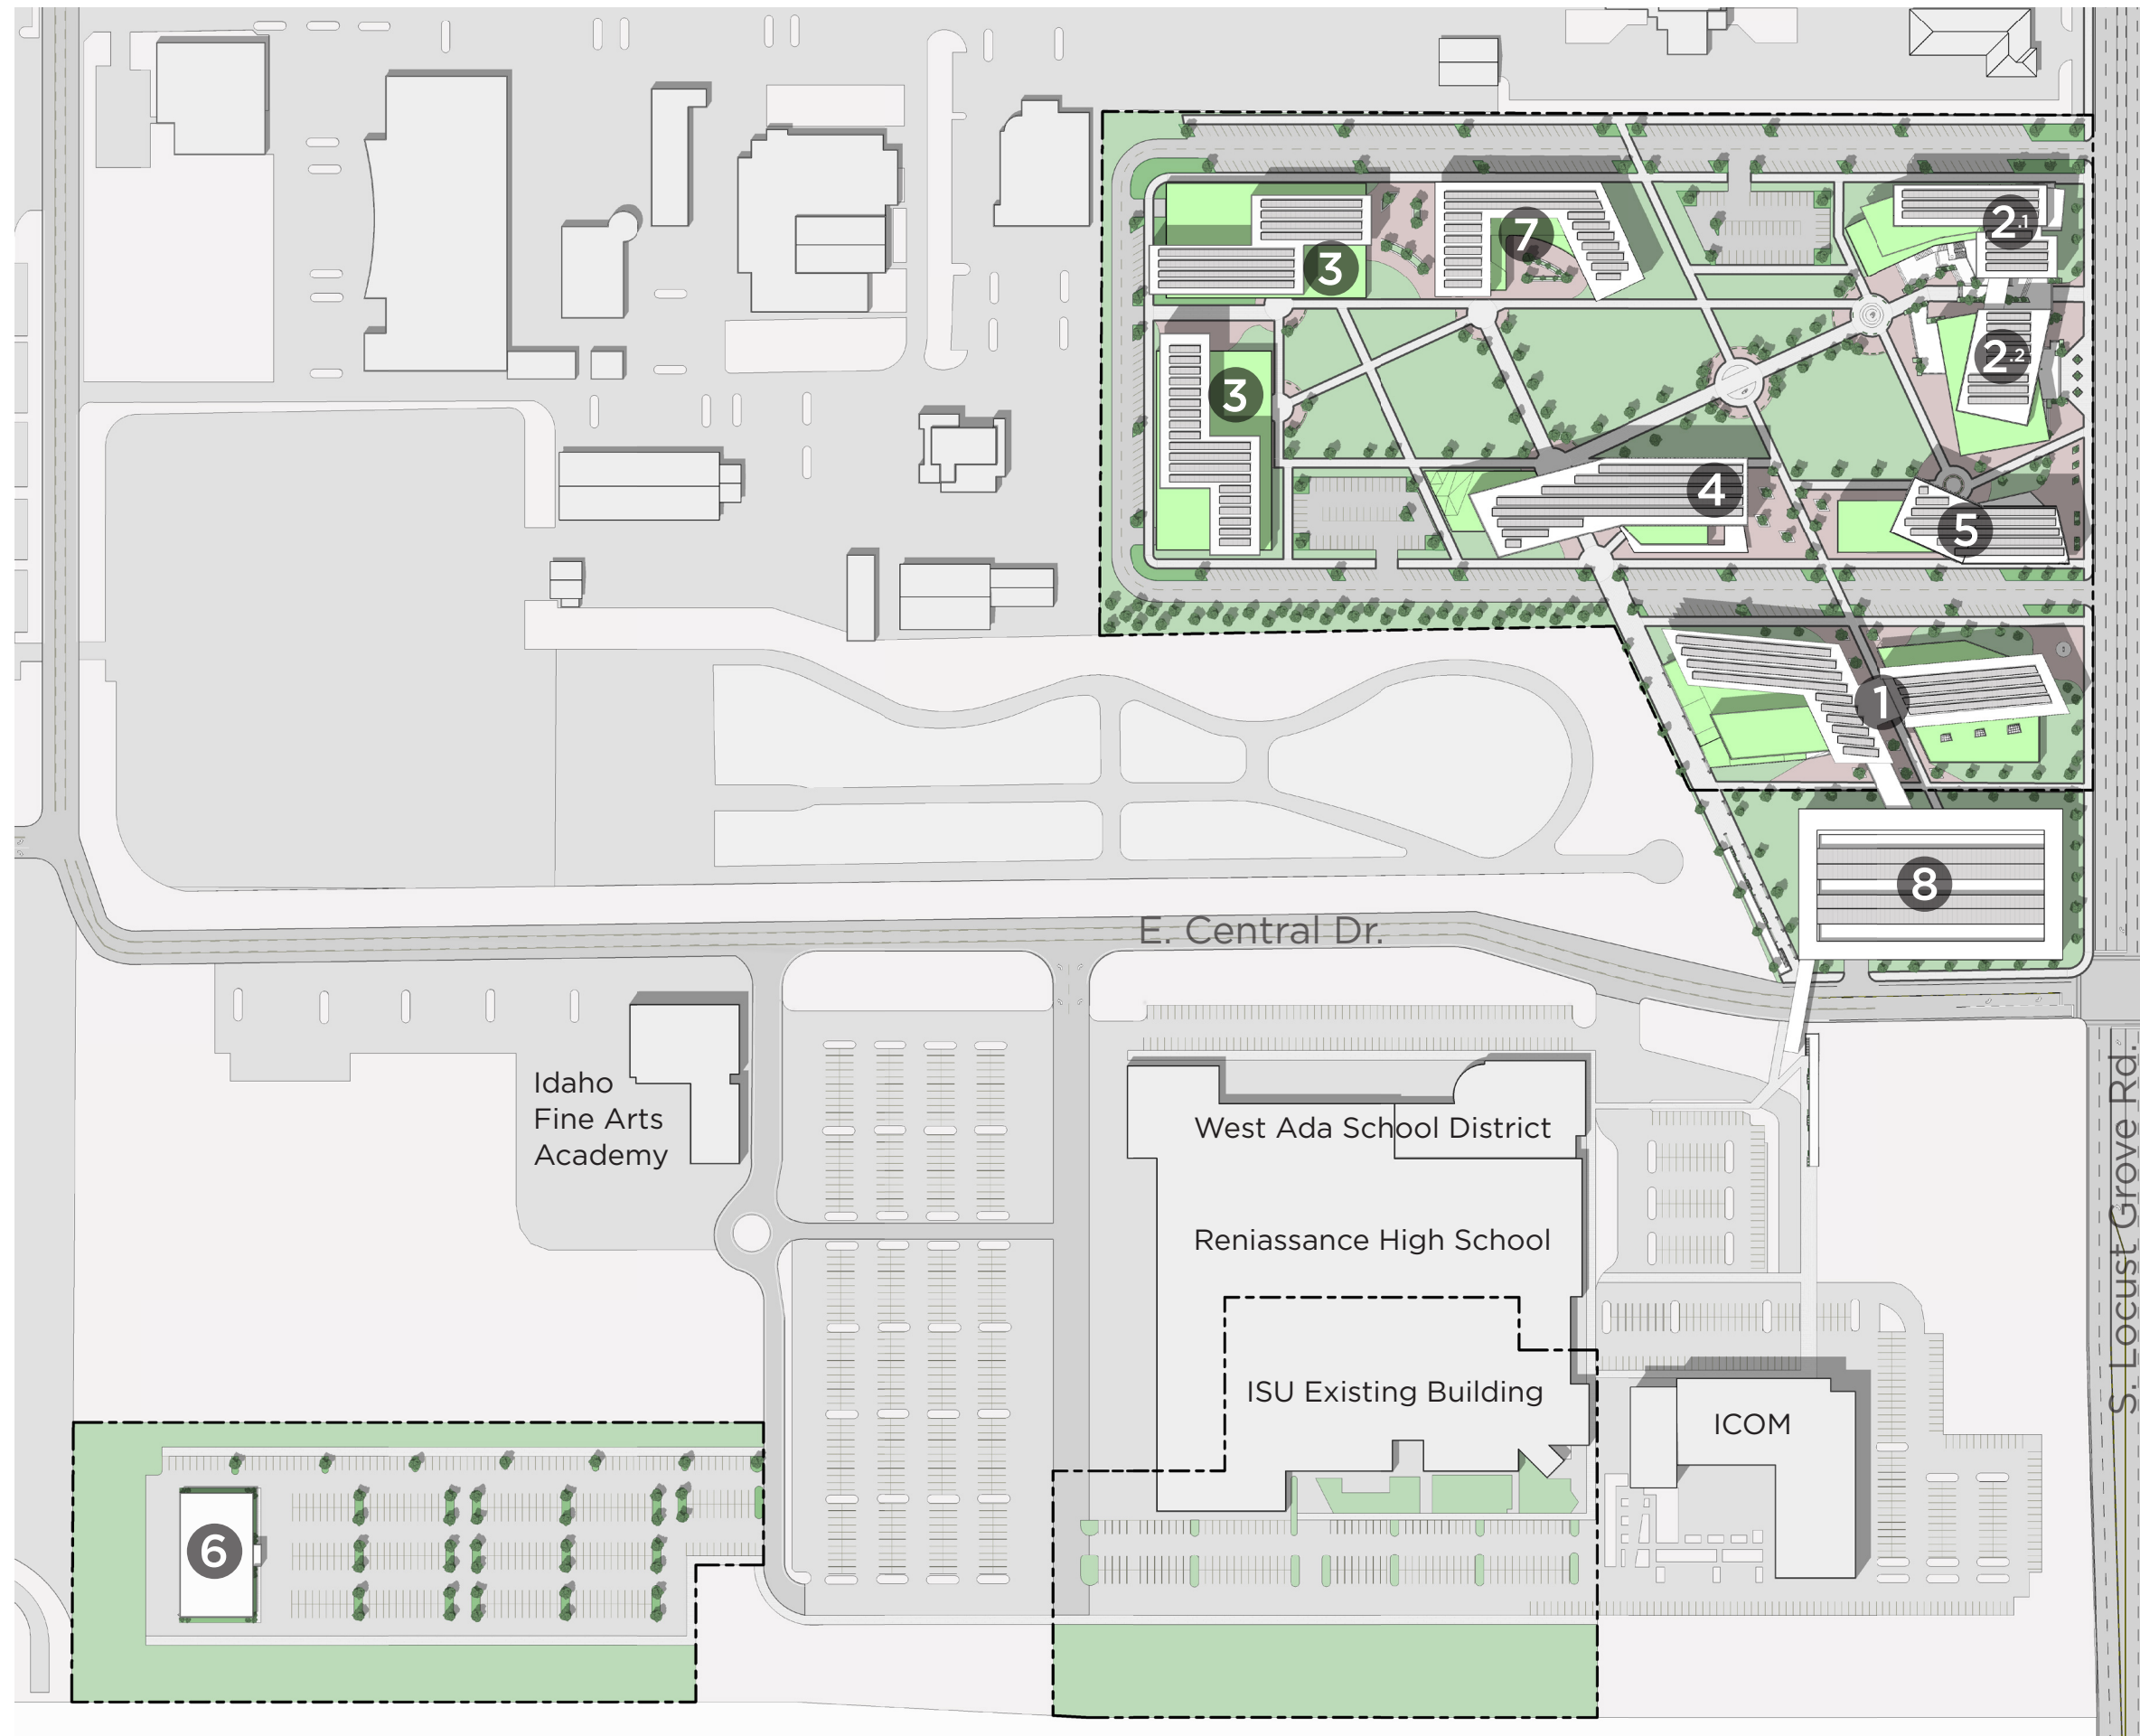 2.1
7
3
2.2
3
4
5
1
8
E. Central Dr.
S. Locust Grove Rd.
Idaho
Fine Arts
Academy
West Ada School District
Reniassance High School
ISU Existing Building
ICOM
6